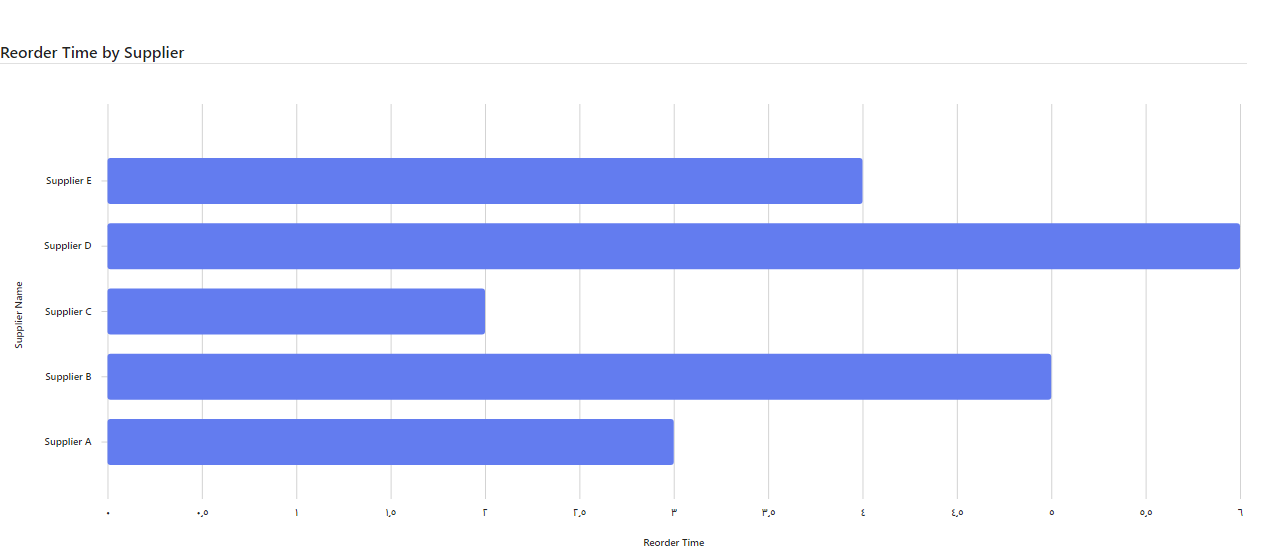 Reorder Time by Supplier
Supplier E
Supplier D
Supplier C
Supplier B
Supplier A
Supplier Name
٠ ٠٫٥ ١ ١٫٥ ٢ ٢٫٥ ٣ ٣٫٥ ٤ ٤٫٥ ٥ ٥٫٥ ٦
Reorder Time